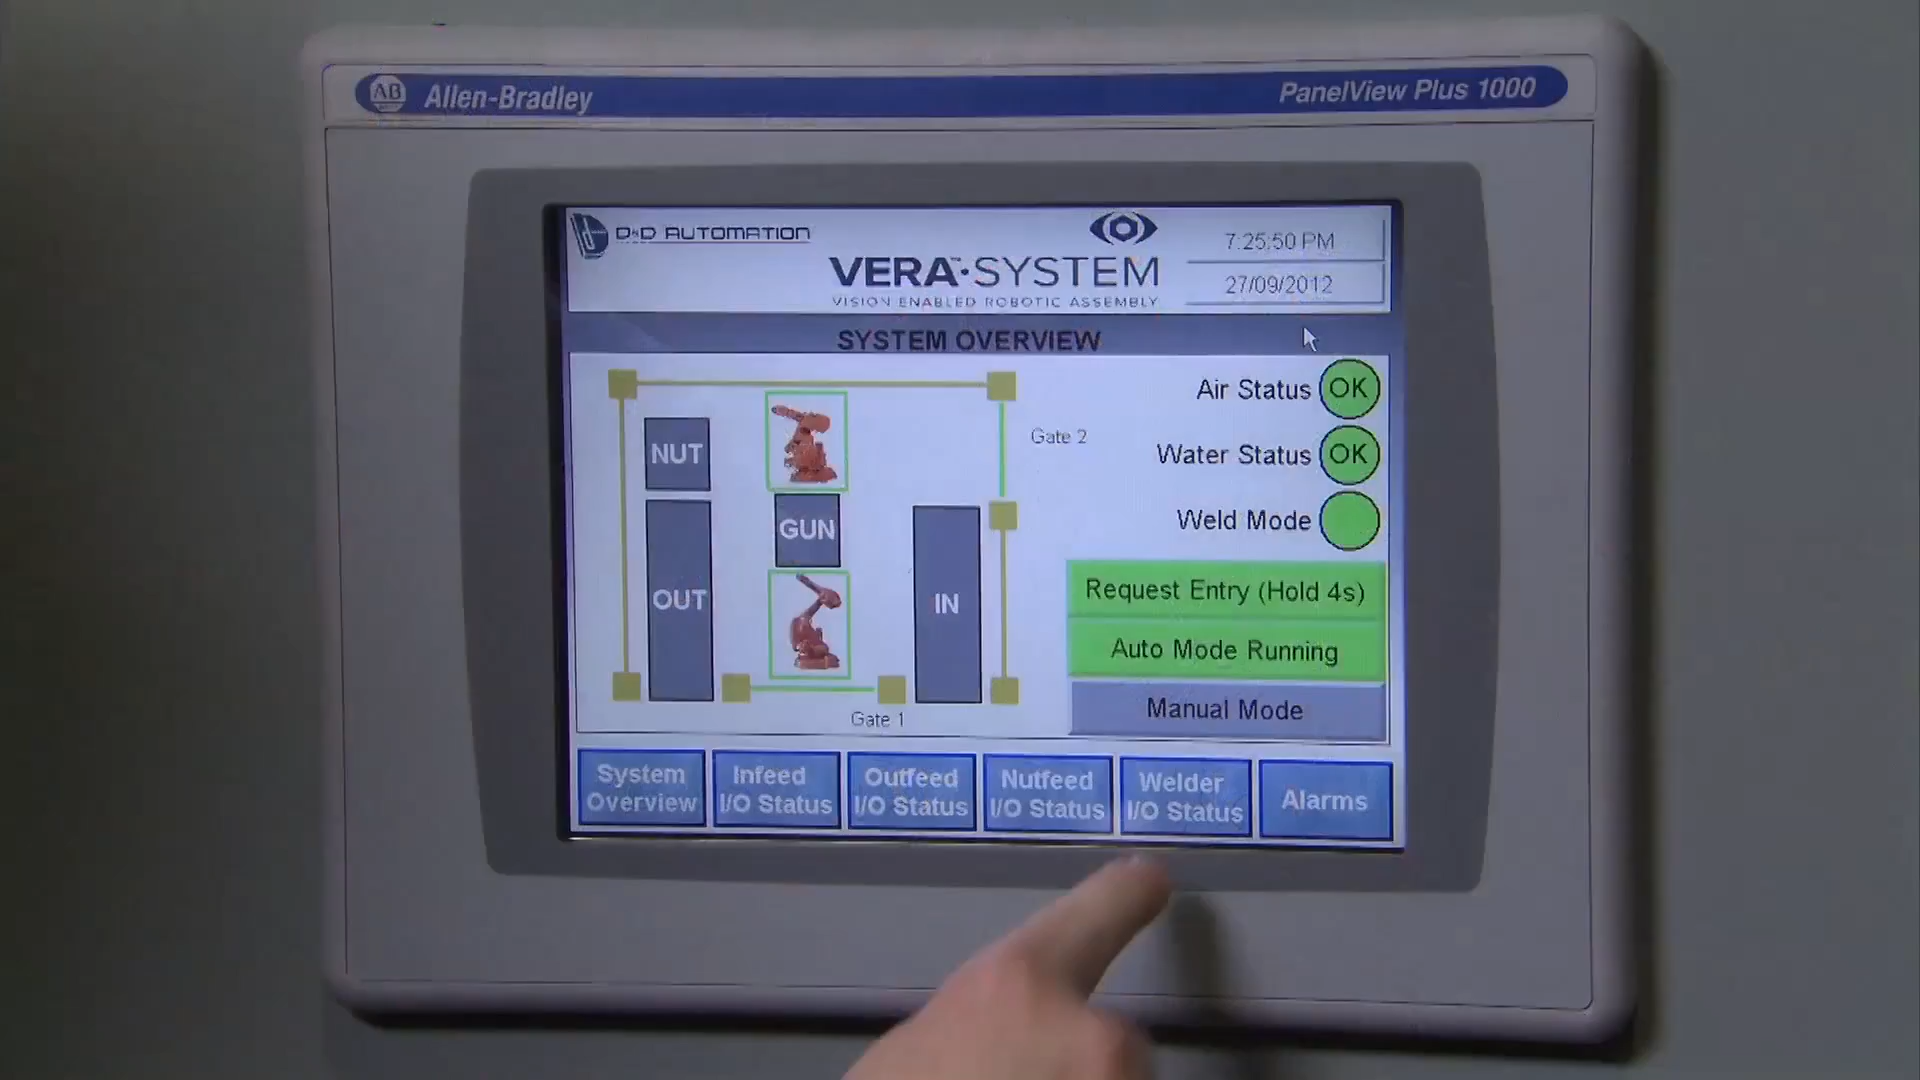 AB
Allen-Bradley
PanelView Plus 1000
D&D AUTOMATION
VERA™·SYSTEM
VISION ENABLED ROBOTIC ASSEMBLY
7:25:50 PM
27/09/2012
SYSTEM OVERVIEW
NUT
OUT
GUN
IN
Gate 2
Gate 1
Air Status OK
Water Status OK
Weld Mode
Request Entry (Hold 4s)
Auto Mode Running
Manual Mode
System
Overview
Infeed
I/O Status
Outfeed
I/O Status
Nutfeed
I/O Status
Welder
I/O Status
Alarms